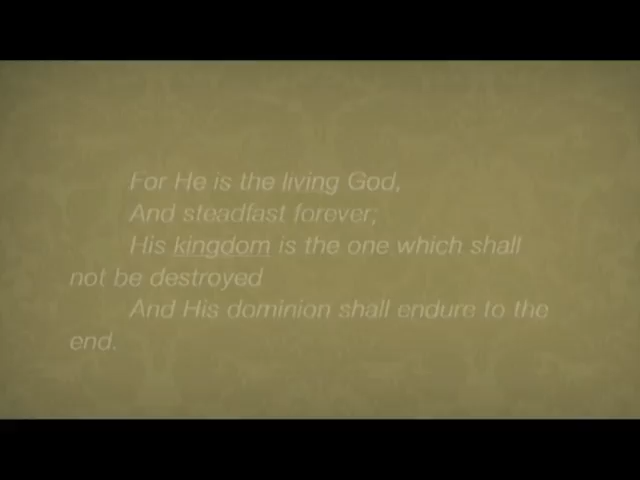 For He is the living God,
And steadfast forever;
His kingdom is the one which shall
not be destroyed
And His dominion shall endure to the
end.